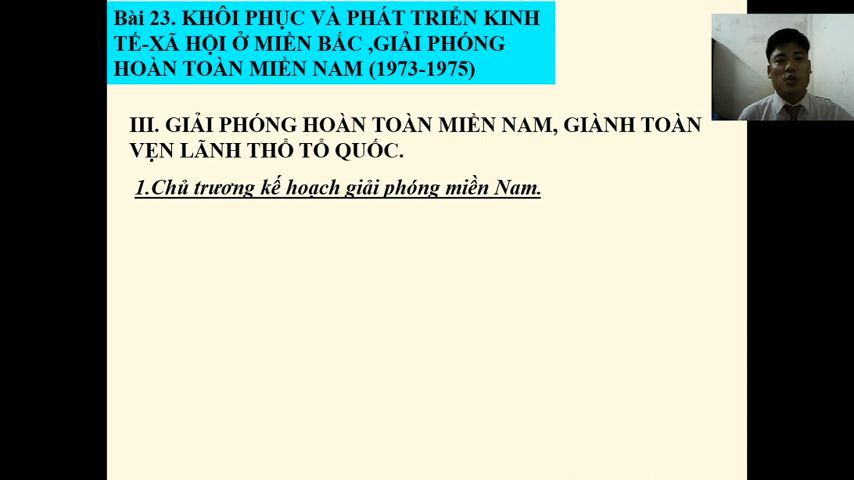 Bài 23. KHÔI PHỤC VÀ PHÁT TRIỂN KINH
TẾ-XÃ HỘI Ở MIỀN BẮC ,GIẢI PHÓNG
HOÀN TOÀN MIỀN NAM (1973-1975)
III. GIẢI PHÓNG HOÀN TOÀN MIỀN NAM, GIÀNH TOÀN
VẸN LÃNH THỔ TỔ QUỐC.
1.Chủ trương kế hoạch giải phóng miền Nam.